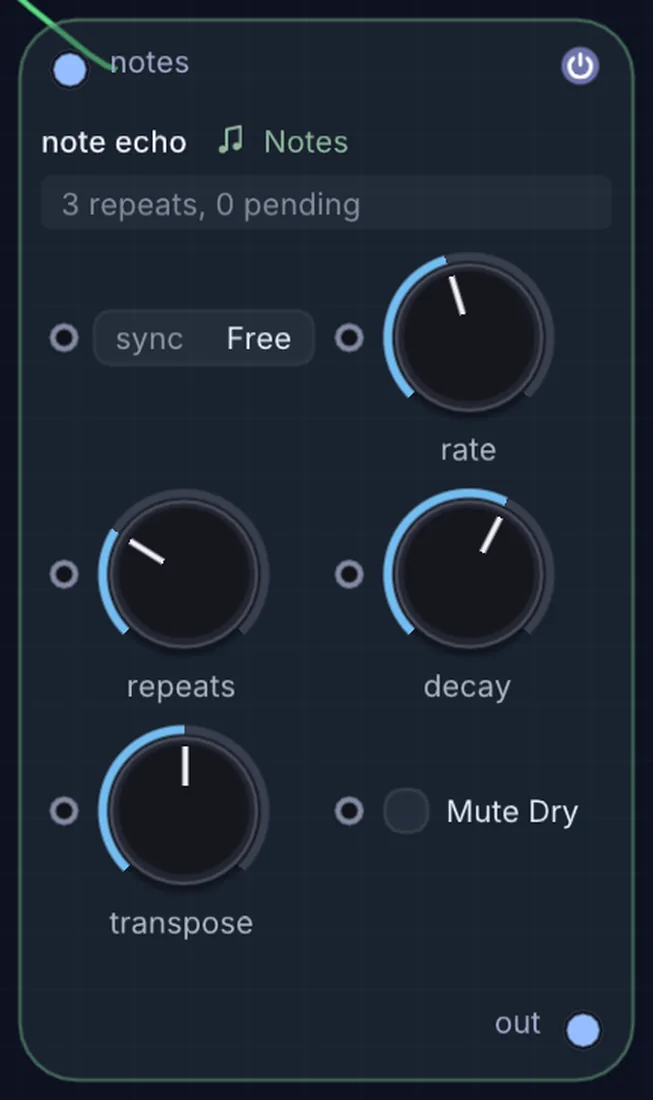 notes
note echo Notes
3 repeats, 0 pending
sync Free
rate
repeats decay
transpose Mute Dry
out